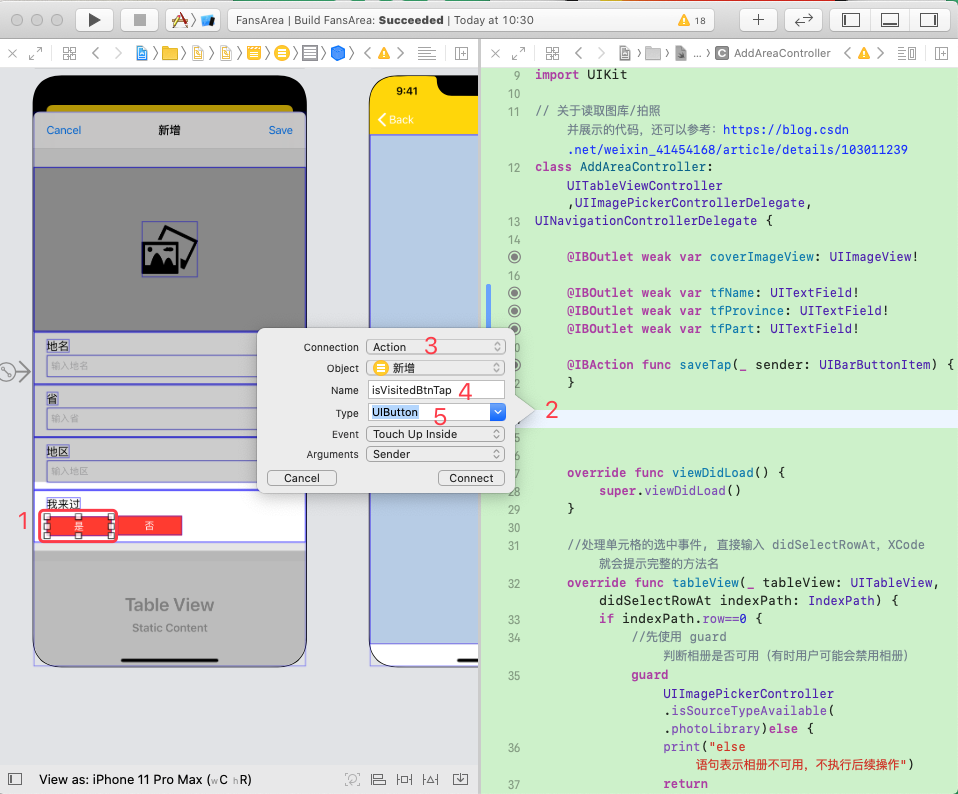 FansArea | Build FansArea: Succeeded | Today at 10:30
18
... AddAreaController
Cancel
新增
Save
地名
输入地名
省
输入省
地区
输入地区
我来过
1
是
否
Table View
Static Content
9:41
Back
Connection
Action
3
Object
新增
Name
isVisitedBtnTap
4
Type
UIButton
5
Event
Touch Up Inside
Arguments
Sender
Cancel
Connect
2
View as: iPhone 11 Pro Max (wC hR)
9 import UIKit
10
11 // 关于读取图库/拍照
并展示的代码，还可以参考：https://blog.csdn
.net/weixin_41454168/article/details/103011239
12 class AddAreaController:
UITableViewController
,UIImagePickerControllerDelegate,
13 UINavigationControllerDelegate {
14
@IBOutlet weak var coverImageView: UIImageView!
16
@IBOutlet weak var tfName: UITextField!
@IBOutlet weak var tfProvince: UITextField!
@IBOutlet weak var tfPart: UITextField!
@IBAction func saveTap(_ sender: UIBarButtonItem) {
}
override func viewDidLoad() {
28 super.viewDidLoad()
29 }
30
31 //处理单元格的选中事件, 直接输入 didSelectRowAt，XCode
就会提示完整的方法名
32 override func tableView(_ tableView: UITableView,
didSelectRowAt indexPath: IndexPath) {
33 if indexPath.row==0 {
34 //先使用 guard
判断相册是否可用（有时用户可能会禁用相册）
35 guard
UIImagePickerController
.isSourceTypeAvailable(
.photoLibrary)else {
36 print("else
语句表示相册不可用，不执行后续操作")
37 return